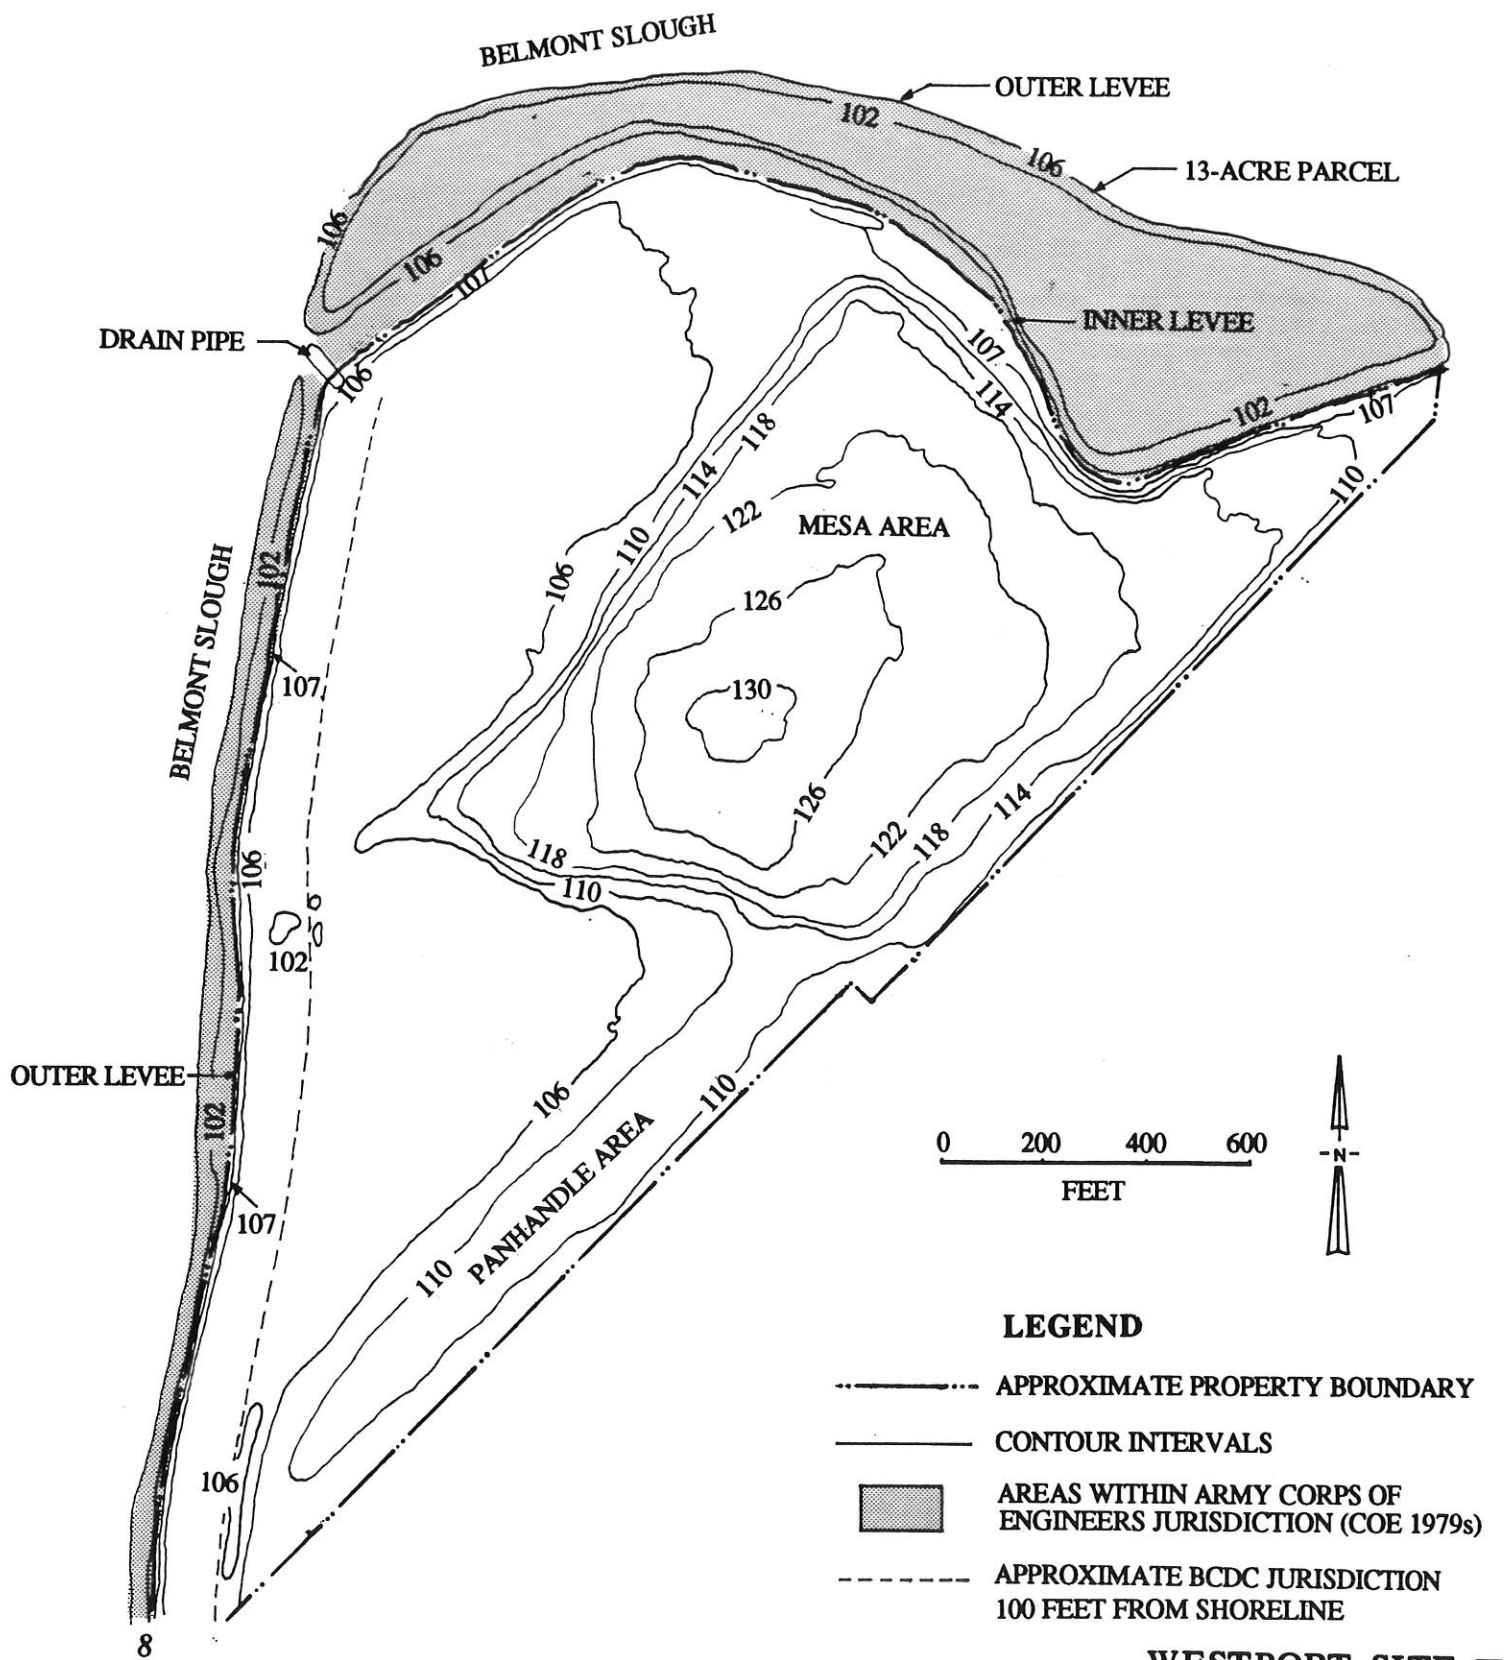 BELMONT SLOUGH
OUTER LEVEE
102
106
13-ACRE PARCEL
106
106
107
DRAIN PIPE
INNER LEVEE
106
107
114
102
107
118
114
110
122
MESA AREA
110
102
106
126
BELMONT SLOUGH
107
130
126
114
122
118
118
106
110
102
OUTER LEVEE
106
110
102
PANHANDLE AREA
0 200 400 600
FEET
-N-
107
110
LEGEND
APPROXIMATE PROPERTY BOUNDARY
CONTOUR INTERVALS
106
AREAS WITHIN ARMY CORPS OF
ENGINEERS JURISDICTION (COE 1979s)
APPROXIMATE BCDC JURISDICTION
100 FEET FROM SHORELINE
8
WESTPORT SITE